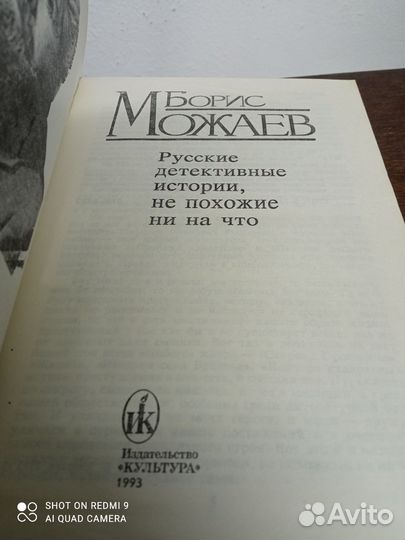 Борис
Можаев
Русские
детективные
истории,
не похожие
ни на что
ИК
Издательство
«КУЛЬТУРА»
1993
SHOT ON REDMI 9
AI QUAD CAMERA
Avito